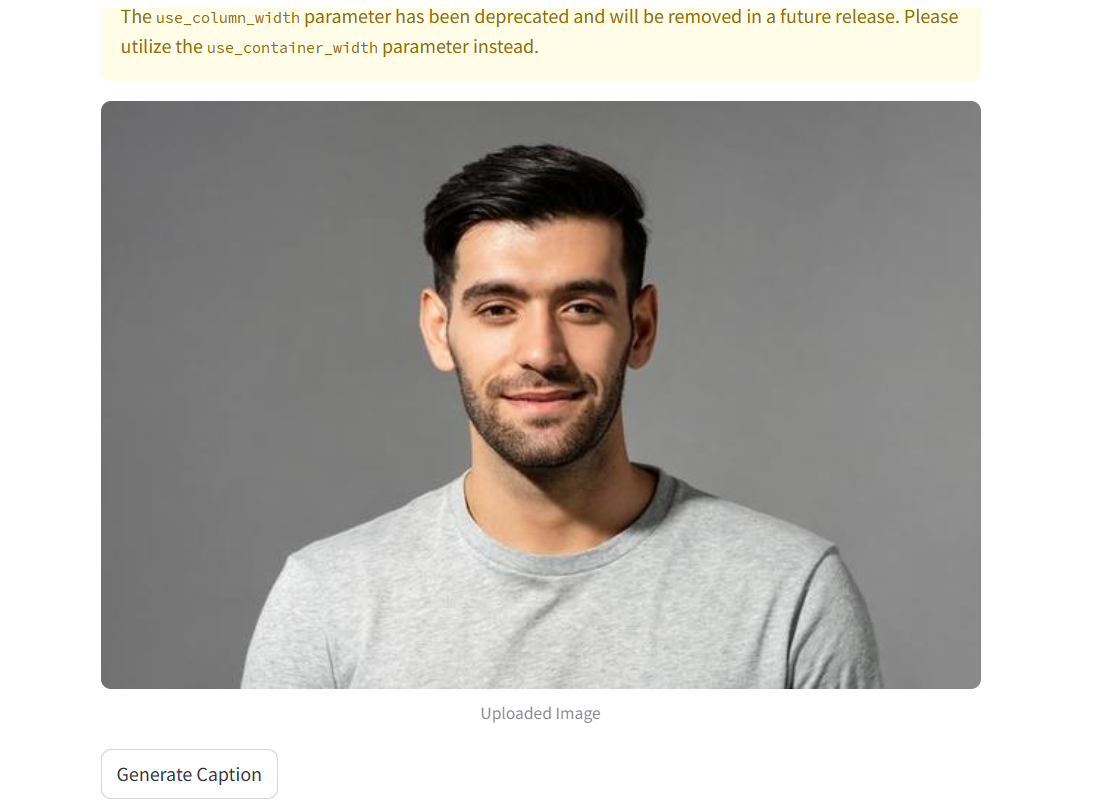 The use_column_width parameter has been deprecated and will be removed in a future release. Please
utilize the use_container_width parameter instead.
Uploaded Image
Generate Caption